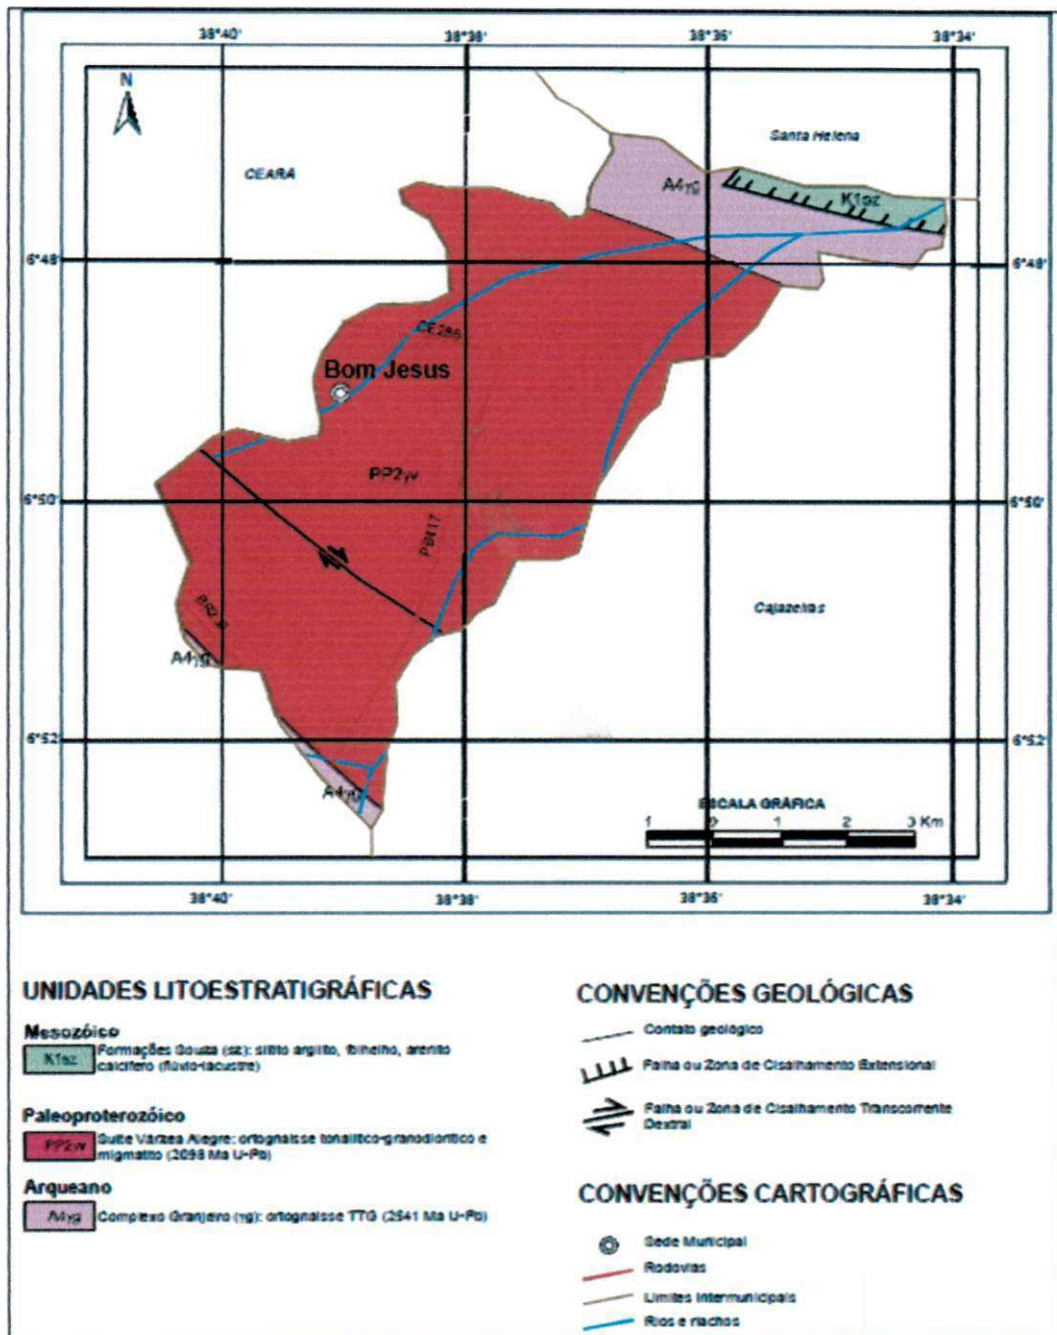 38°40' 38°38' 38°36' 38°34'
N
Santa Helena
CEARÁ
A4γg
K1sz
6°48' 6°48'
CE286
Bom Jesus
PP2γv
6°50' 6°50'
PB417
Cajazeiras
A4γg
6°52' 6°52'
A4γg
ESCALA GRÁFICA
1 0 1 2 3 Km
38°40' 38°38' 38°36' 38°34'
UNIDADES LITOESTRATIGRÁFICAS
Mesozóico
K1sz Formações Souza (sz): siltito argilito, folhelho, arenito
calcífero (flúvio-lacustre)
Paleoproterozóico
PP2γv Suíte Várzea Alegre: ortognaisse tonalítico-granodiorítico e
migmatito (2098 Ma U-Pb)
Arqueano
A4γg Complexo Granjeiro (γg): ortognaisse TTG (2541 Ma U-Pb)
CONVENÇÕES GEOLÓGICAS
Contato geológico
Falha ou Zona de Cisalhamento Extensional
Falha ou Zona de Cisalhamento Transcorrente
Dextral
CONVENÇÕES CARTOGRÁFICAS
Sede Municipal
Rodovias
Limites Intermunicipais
Rios e riachos